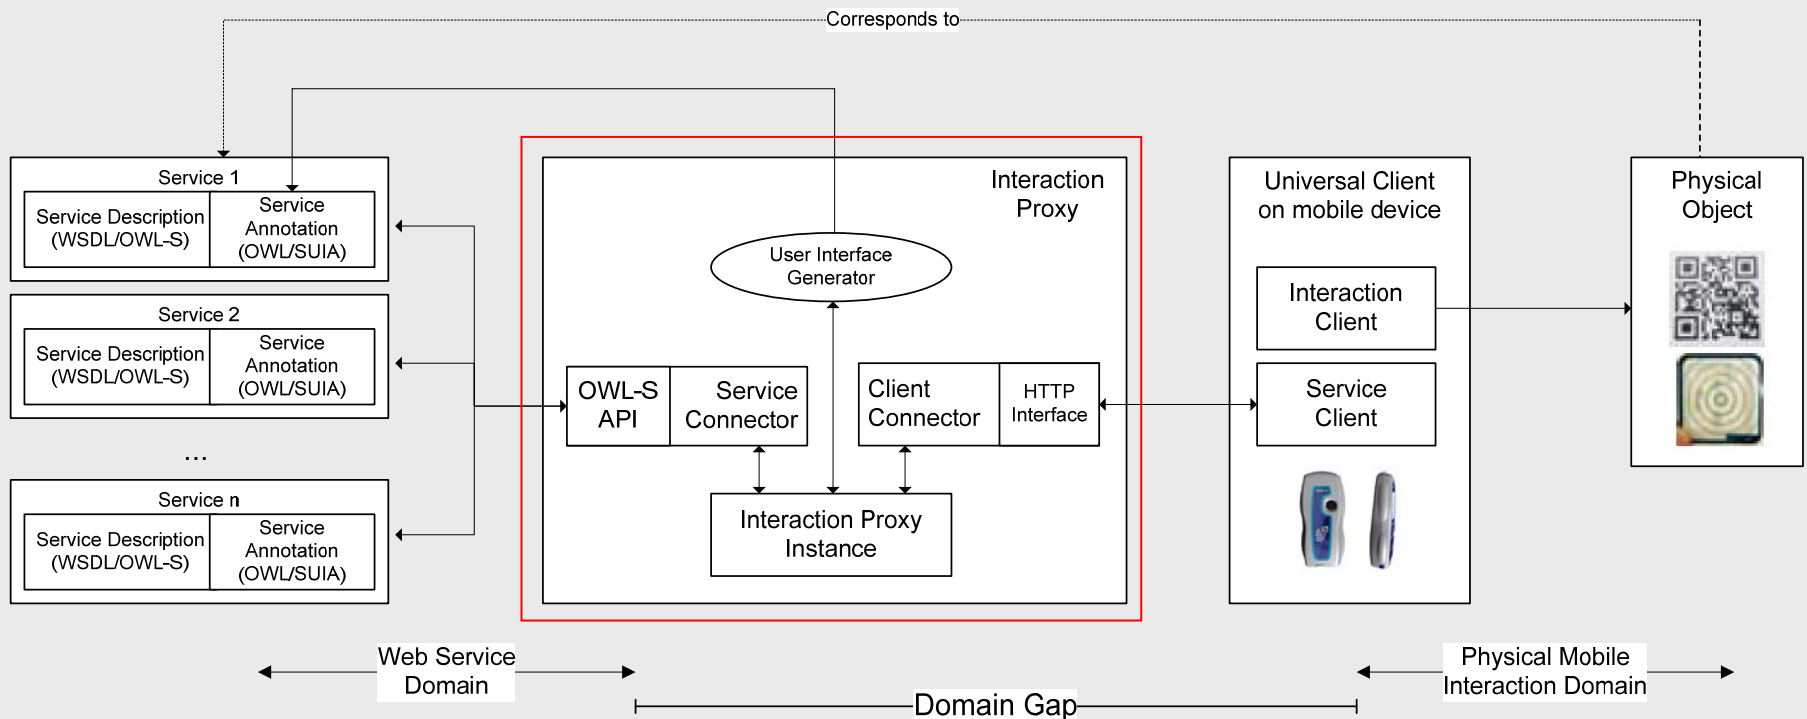 Corresponds to
Service 1
Service Description
(WSDL/OWL-S)
Service
Annotation
(OWL/SUIA)
Service 2
Service Description
(WSDL/OWL-S)
Service
Annotation
(OWL/SUIA)
...
Service n
Service Description
(WSDL/OWL-S)
Service
Annotation
(OWL/SUIA)
Interaction
Proxy
User Interface
Generator
OWL-S
API
Service
Connector
Client
Connector
HTTP
Interface
Interaction Proxy
Instance
Universal Client
on mobile device
Interaction
Client
Service
Client
Physical
Object
Web Service
Domain
Domain Gap
Physical Mobile
Interaction Domain